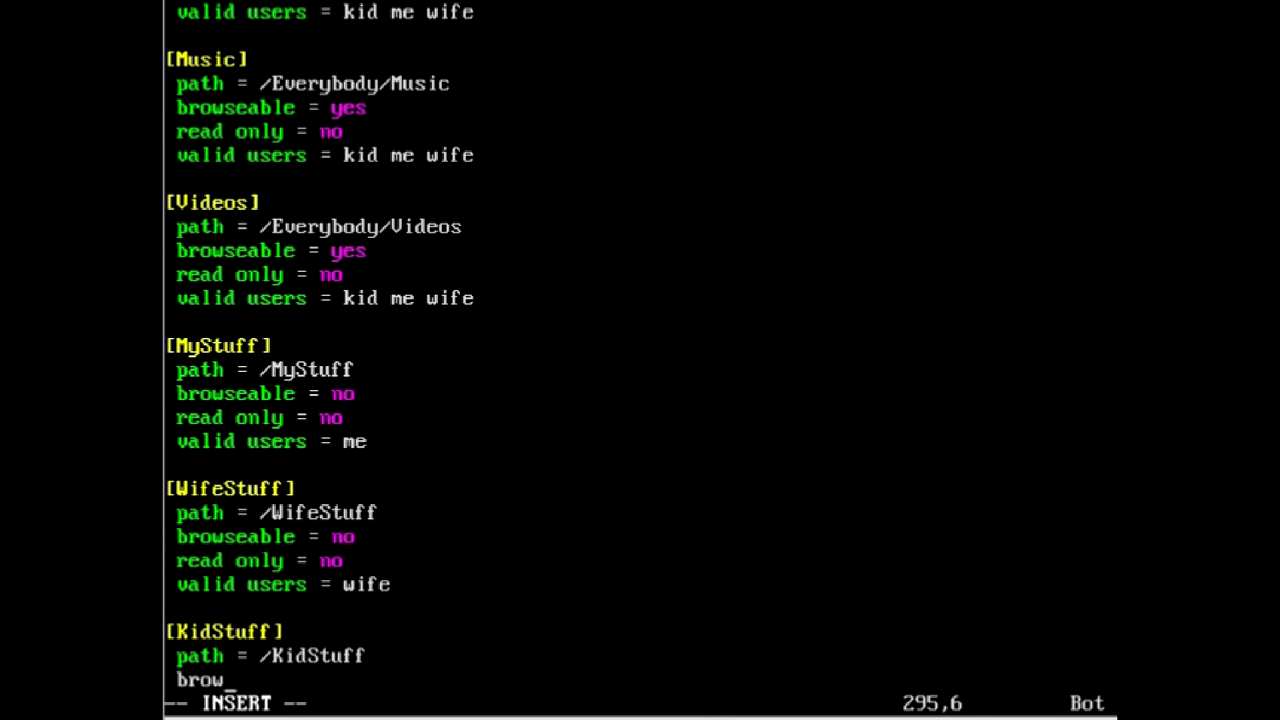 valid users = kid me wife
[Music]
path = /Everybody/Music
browseable = yes
read only = no
valid users = kid me wife
[Videos]
path = /Everybody/Videos
browseable = yes
read only = no
valid users = kid me wife
[MyStuff]
path = /MyStuff
browseable = no
read only = no
valid users = me
[WifeStuff]
path = /WifeStuff
browseable = no
read only = no
valid users = wife
[KidStuff]
path = /KidStuff
brow_
-- INSERT -- 295,6 Bot